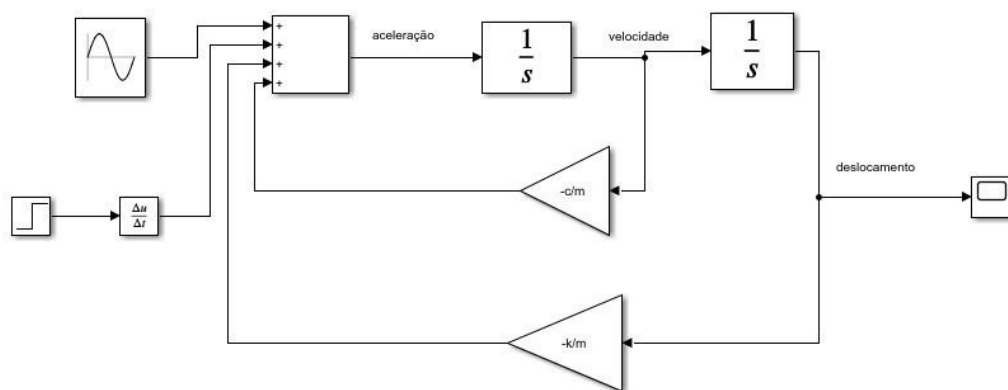 +
+
+
+
aceleração
1
s
velocidade
1
s
-c/m
deslocamento
Δu
Δt
-k/m